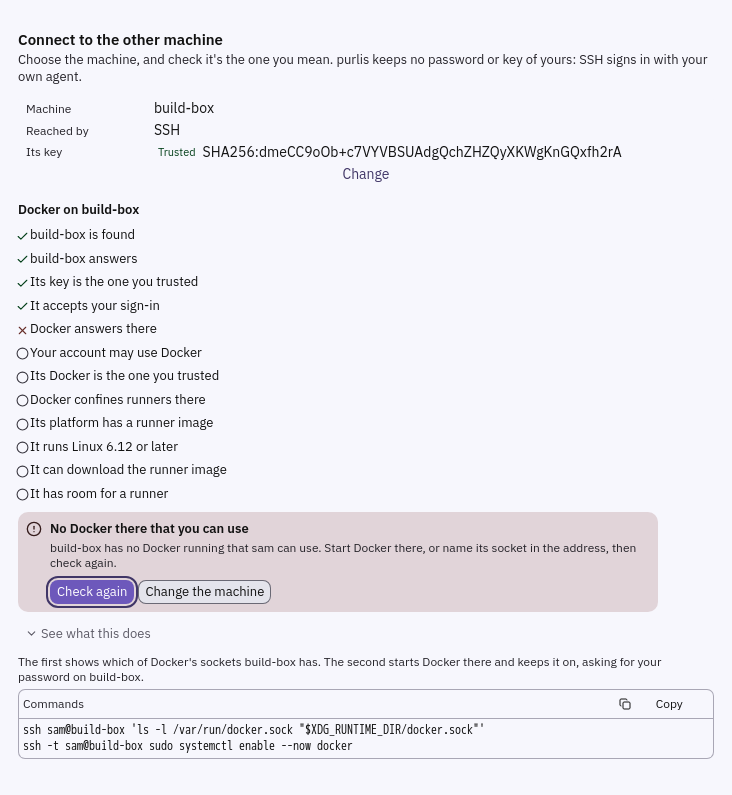 Connect to the other machine
Choose the machine, and check it's the one you mean. purlis keeps no password or key of yours: SSH signs in with your
own agent.
Machine build-box
Reached by SSH
Its key Trusted SHA256:dmeCC9oOb+c7VYVBSUAdgQchZHZQyXKWgKnGQxfh2rA
Change
Docker on build-box
build-box is found
build-box answers
Its key is the one you trusted
It accepts your sign-in
Docker answers there
Your account may use Docker
Its Docker is the one you trusted
Docker confines runners there
Its platform has a runner image
It runs Linux 6.12 or later
It can download the runner image
It has room for a runner
No Docker there that you can use
build-box has no Docker running that sam can use. Start Docker there, or name its socket in the address, then
check again.
Check again Change the machine
See what this does
The first shows which of Docker's sockets build-box has. The second starts Docker there and keeps it on, asking for your
password on build-box.
Commands Copy
ssh sam@build-box 'ls -l /var/run/docker.sock "$XDG_RUNTIME_DIR/docker.sock"'
ssh -t sam@build-box sudo systemctl enable --now docker